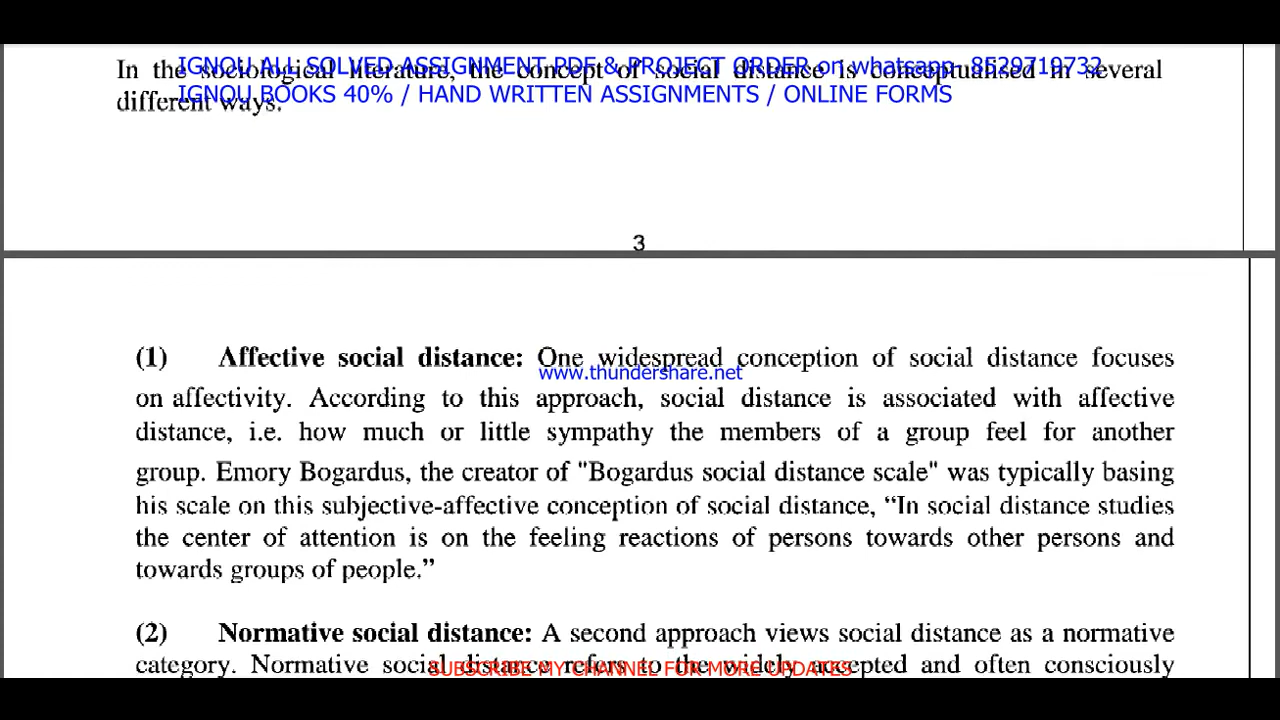 IGNOU ALL SOLVED ASSIGNMENT PDF & PROJECT ORDER on whatsapp- 8529719732
In the sociological literature, the concept of social distance is conceptualized in several
IGNOU BOOKS 40% / HAND WRITTEN ASSIGNMENTS / ONLINE FORMS
different ways.
3
(1) Affective social distance: One widespread conception of social distance focuses
www.thundershare.net
on affectivity. According to this approach, social distance is associated with affective
distance, i.e. how much or little sympathy the members of a group feel for another
group. Emory Bogardus, the creator of "Bogardus social distance scale" was typically basing
his scale on this subjective-affective conception of social distance, “In social distance studies
the center of attention is on the feeling reactions of persons towards other persons and
towards groups of people.”
(2) Normative social distance: A second approach views social distance as a normative
category. Normative social distance refers to the widely accepted and often consciously
SUBSCRIBE MY CHANNEL FOR MORE UPDATES